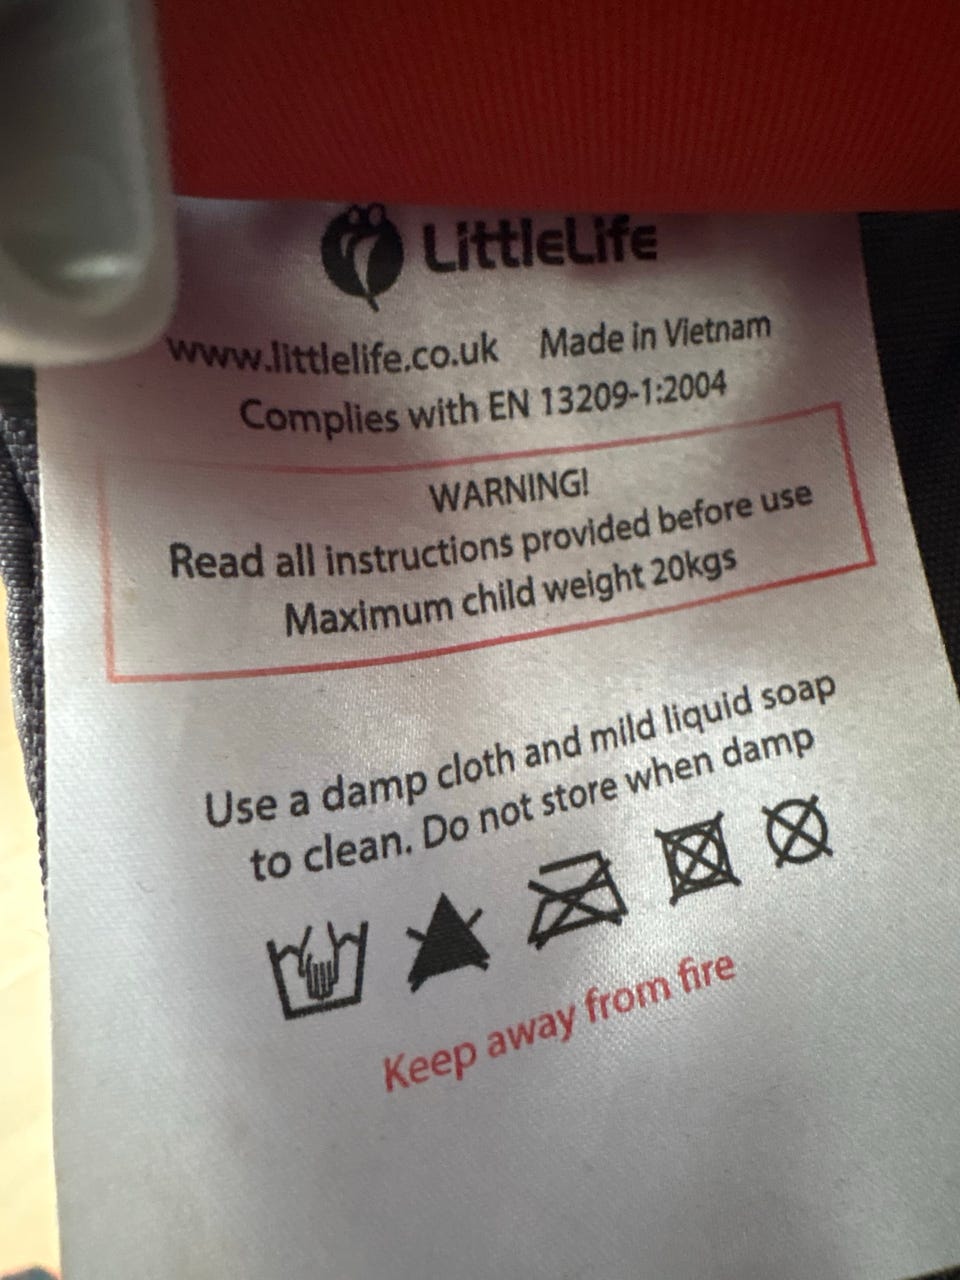 LittleLife
www.littlelife.co.uk Made in Vietnam
Complies with EN 13209-1:2004
WARNING!
Read all instructions provided before use
Maximum child weight 20kgs
Use a damp cloth and mild liquid soap
to clean. Do not store when damp
Keep away from fire